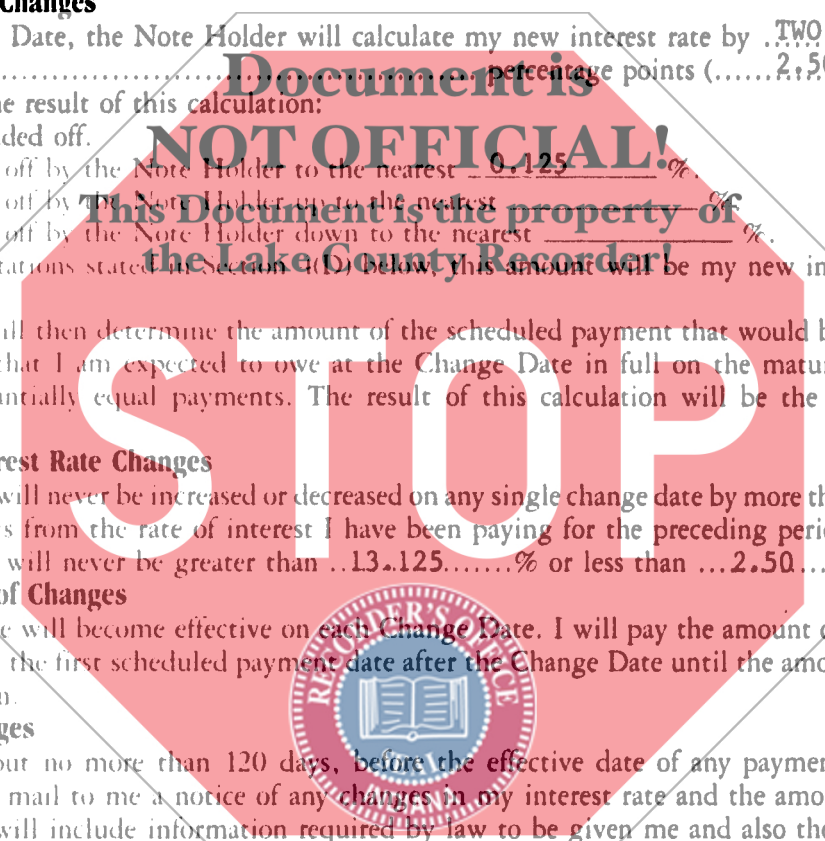 Changes
Date, the Note Holder will calculate my new interest rate by ..TWO
percentage points (......2.50
the result of this calculation:
ded off.
off by the Note Holder to the nearest 0.125 %.
off by the Note Holder up to the nearest %
off by the Note Holder down to the nearest %.
tations stated in Section 4(D) below, this amount will be my new in
Document is
NOT OFFICIAL!
This Document is the property of
the Lake County Recorder!
ill then determine the amount of the scheduled payment that would b
that I am expected to owe at the Change Date in full on the matur
antially equal payments. The result of this calculation will be the
STOP
rest Rate Changes
will never be increased or decreased on any single change date by more th
s from the rate of interest I have been paying for the preceding peri
will never be greater than ..13.125.......% or less than ...2.50...
of Changes
e will become effective on each Change Date. I will pay the amount
the first scheduled payment date after the Change Date until the amo
n.
ges
out no more than 120 days, before the effective date of any paymen
mail to me a notice of any changes in my interest rate and the amo
will include information required by law to be given me and also the
RECORDER'S OFFICE
SEAL
INDIANA